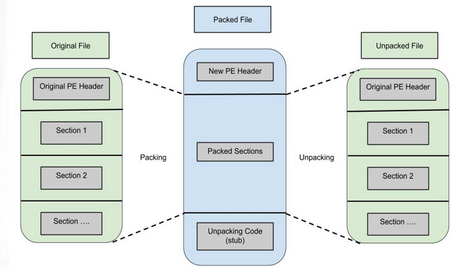 Packed File
Original File
Unpacked File
Original PE Header
New PE Header
Original PE Header
Section 1
Section 1
Packing
Packed Sections
Unpacking
Section 2
Section 2
Section ....
Unpacking Code
(stub)
Section ....